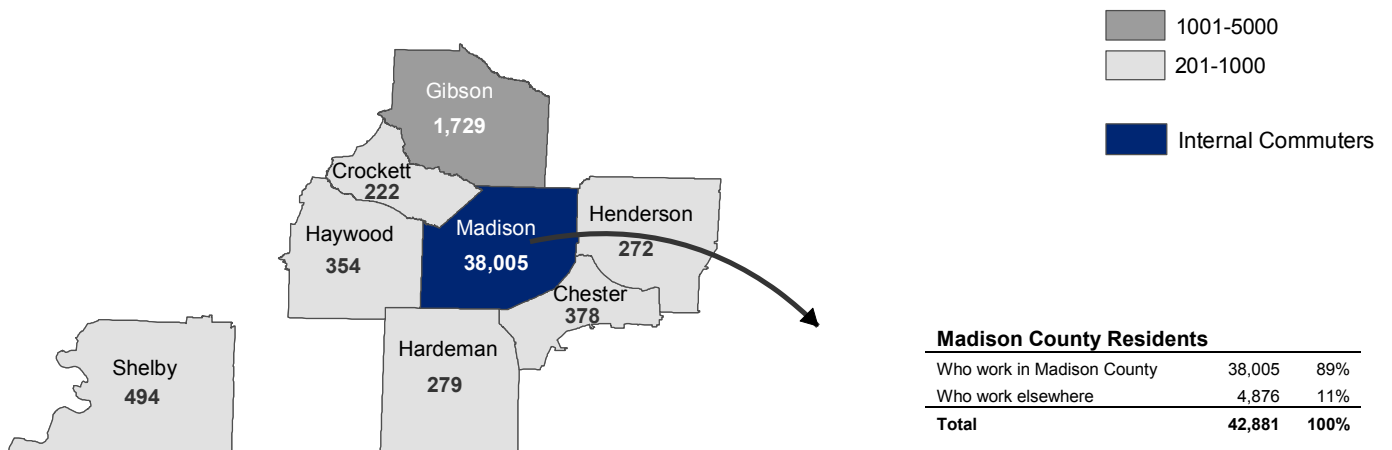 1001-5000
201-1000
Internal Commuters
Gibson
1,729
Crockett
222
Haywood
354
Madison
38,005
Henderson
272
Chester
378
Hardeman
279
Shelby
494
Madison County Residents
Who work in Madison County 38,005 89%
Who work elsewhere 4,876 11%
Total 42,881 100%